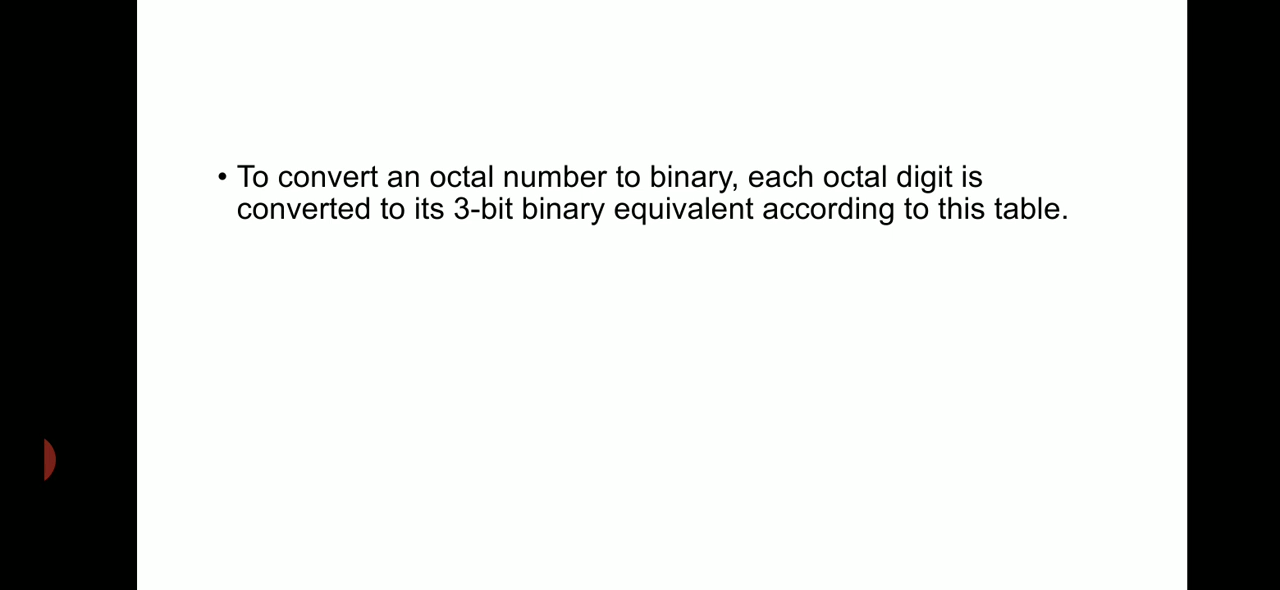 • To convert an octal number to binary, each octal digit is
converted to its 3-bit binary equivalent according to this table.